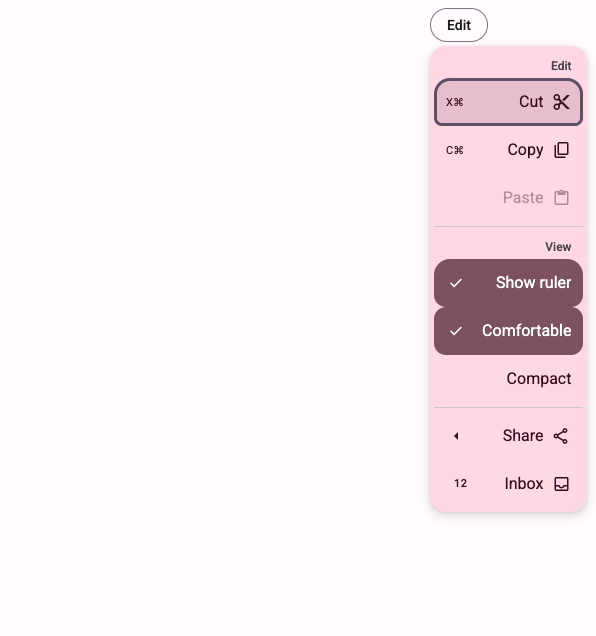 Edit
Edit
Cut X⌘
Copy C⌘
Paste
View
Show ruler
Comfortable
Compact
Share
Inbox 12